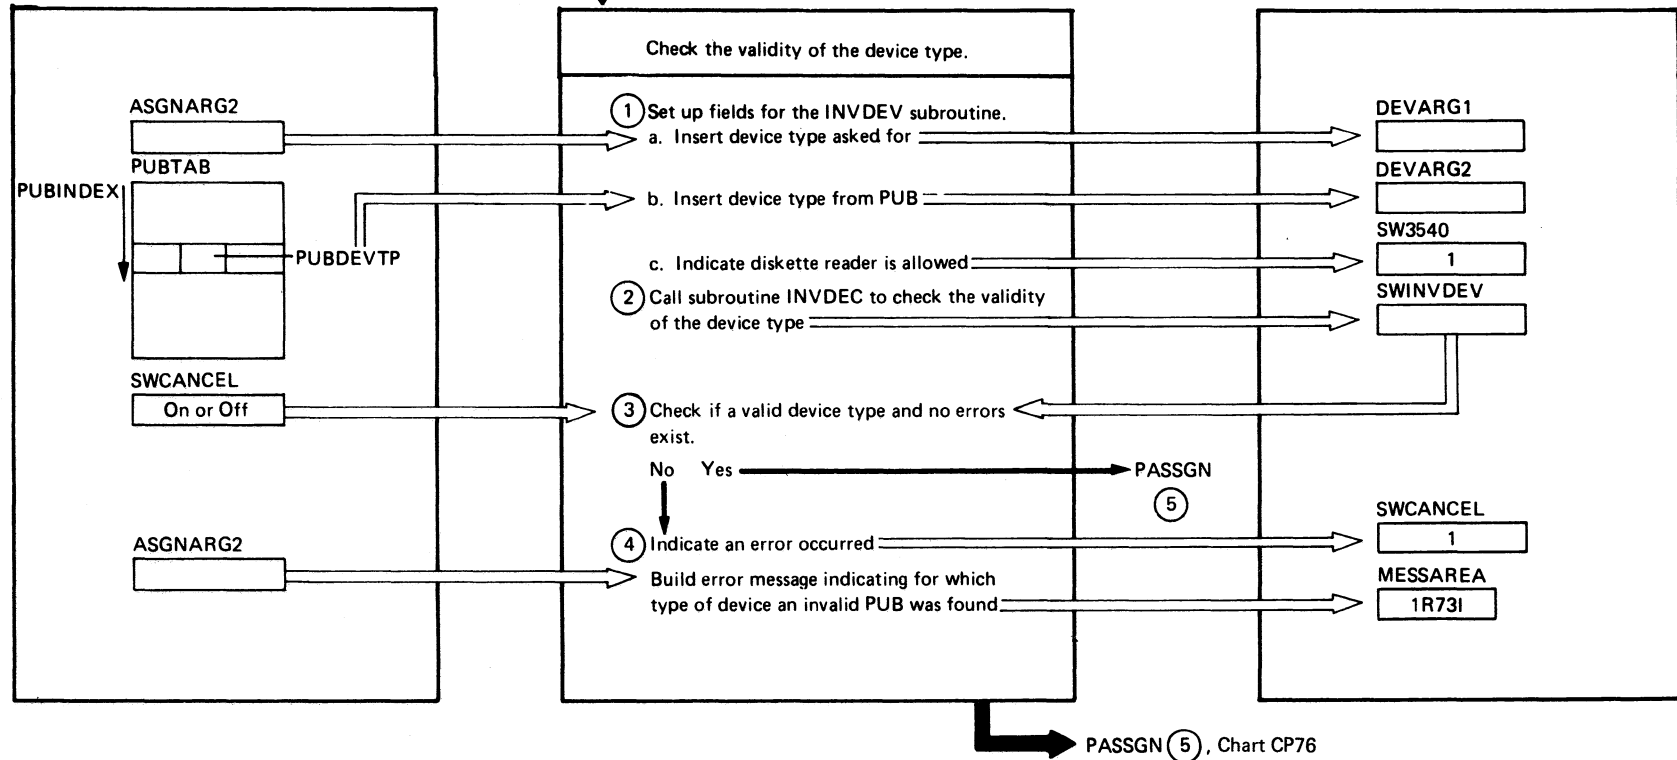 Check the validity of the device type.
ASGNARG2
1 Set up fields for the INVDEV subroutine.
a. Insert device type asked for
DEVARG1
PUBTAB
DEVARG2
PUBINDEX
b. Insert device type from PUB
SW3540
PUBDEVTP
c. Indicate diskette reader is allowed
1
2 Call subroutine INVDEC to check the validity
of the device type
SWINVDEV
SWCANCEL
On or Off
3 Check if a valid device type and no errors
exist.
No Yes
PASSGN
5
SWCANCEL
ASGNARG2
4 Indicate an error occurred
1
Build error message indicating for which
type of device an invalid PUB was found
MESSAREA
1R73I
PASSGN 5 , Chart CP76